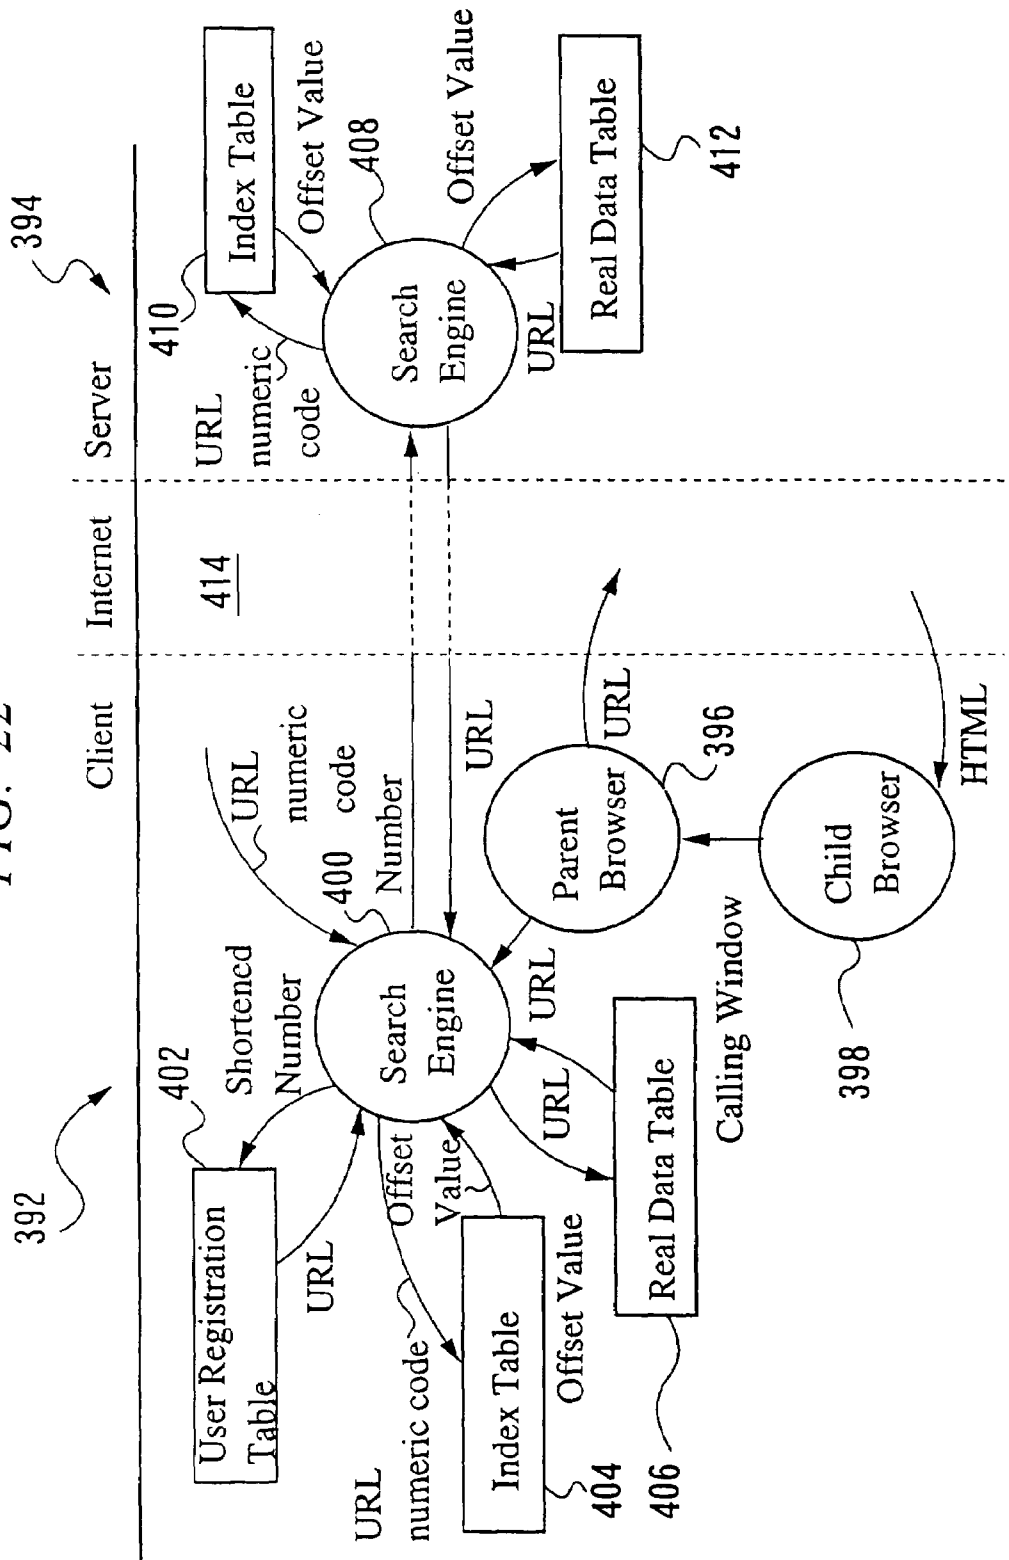 FIG. 22
392
394
Client
Internet
Server
User Registration
Table
402
Shortened
Number
URL
URL
numeric
code
400
Number
414
URL
numeric
code
410
Index Table
Offset Value
408
Search
Engine
Offset Value
URL
Real Data Table
412
Search
Engine
URL
numeric code
Offset
Value
Index Table
404
Offset Value
URL
URL
Real Data Table
406
URL
Parent
Browser
396
URL
Calling Window
Child
Browser
398
HTML